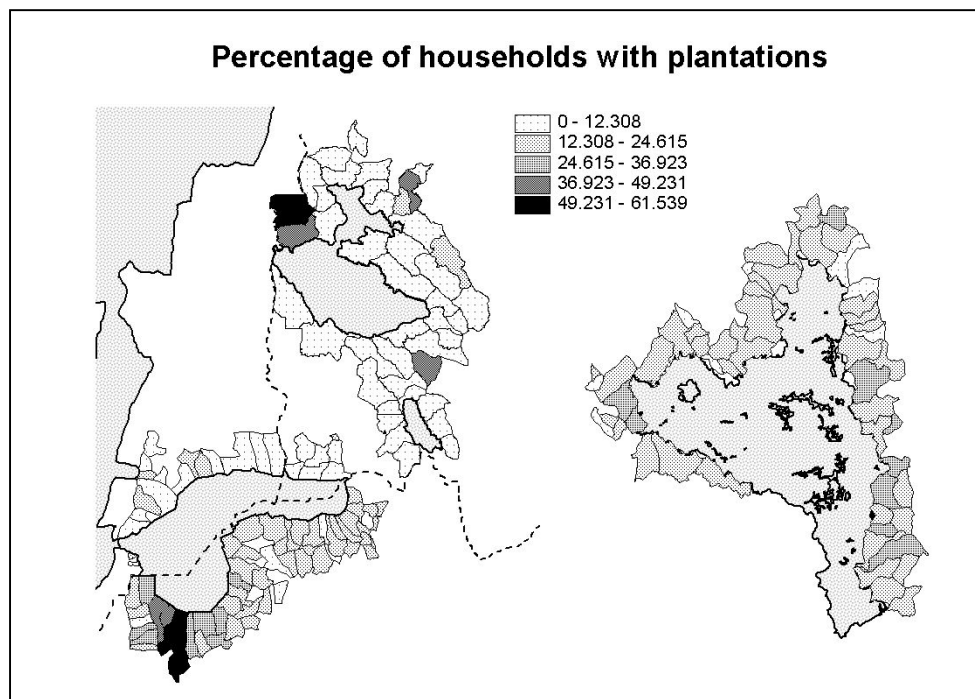 Percentage of households with plantations
0 - 12.308
12.308 - 24.615
24.615 - 36.923
36.923 - 49.231
49.231 - 61.539